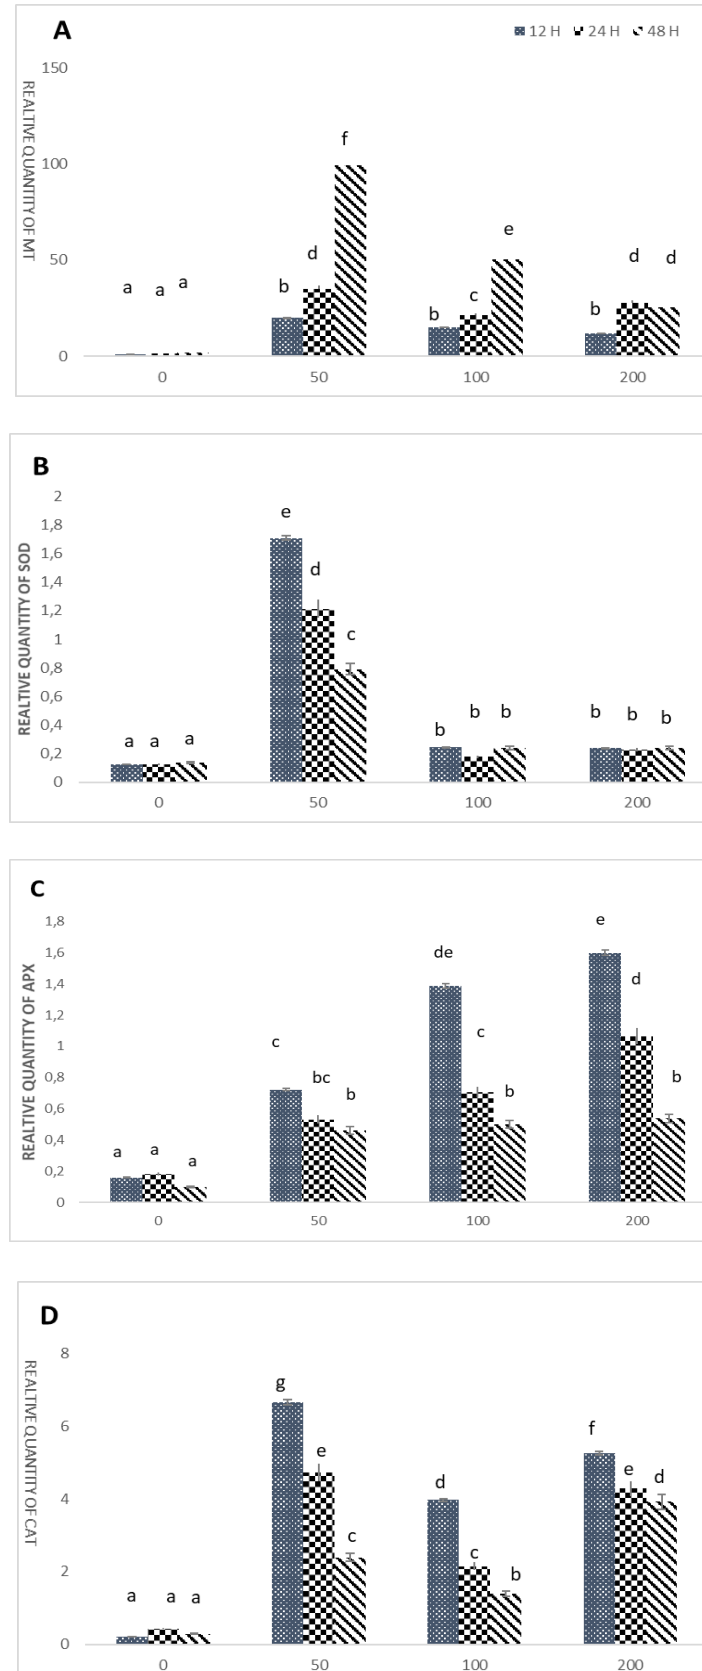 A
12 H 24 H 48 H
REALTIVE QUANTITY OF MT
150
100
50
0
a a a
b d f
b c e
b d d
0 50 100 200
B
REALTIVE QUANTITY OF SOD
2
1,8
1,6
1,4
1,2
1
0,8
0,6
0,4
0,2
0
a a a
e d c
b b b
b b b
0 50 100 200
C
REALTIVE QUANTITY OF APX
1,8
1,6
1,4
1,2
1
0,8
0,6
0,4
0,2
0
a a a
c bc b
de c b
e d b
0 50 100 200
D
REALTIVE QUANTITY OF CAT
8
6
4
2
0
a a a
g e c
d c b
f e d
0 50 100 200